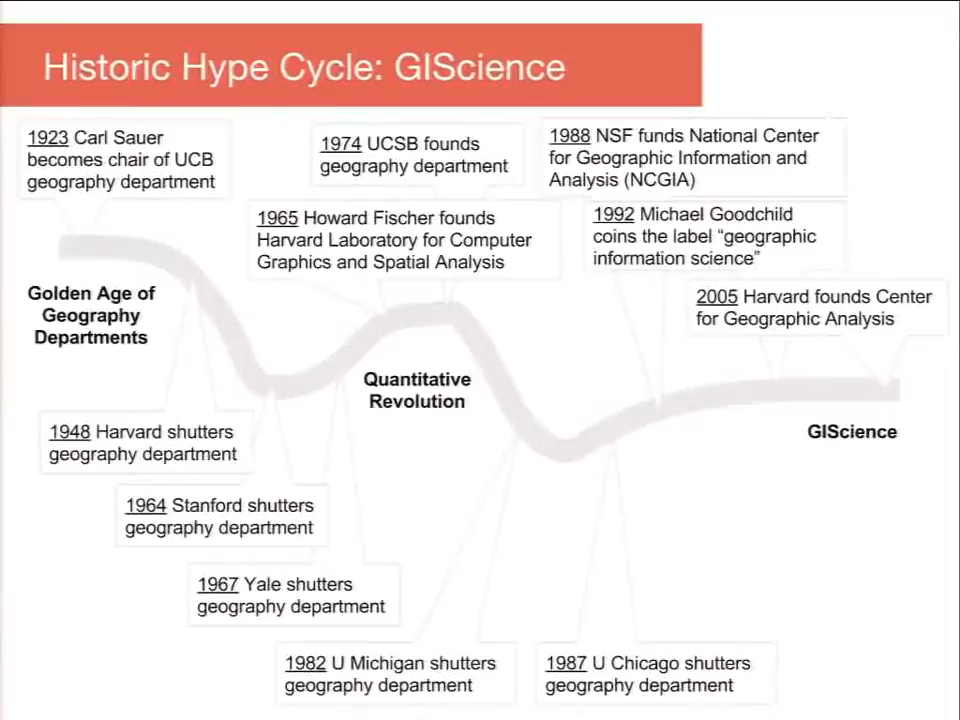 Historic Hype Cycle: GIScience
1923 Carl Sauer
becomes chair of UCB
geography department
1974 UCSB founds
geography department
1988 NSF funds National Center
for Geographic Information and
Analysis (NCGIA)
1965 Howard Fischer founds
Harvard Laboratory for Computer
Graphics and Spatial Analysis
1992 Michael Goodchild
coins the label “geographic
information science”
2005 Harvard founds Center
for Geographic Analysis
Golden Age of
Geography
Departments
Quantitative
Revolution
GIScience
1948 Harvard shutters
geography department
1964 Stanford shutters
geography department
1967 Yale shutters
geography department
1982 U Michigan shutters
geography department
1987 U Chicago shutters
geography department